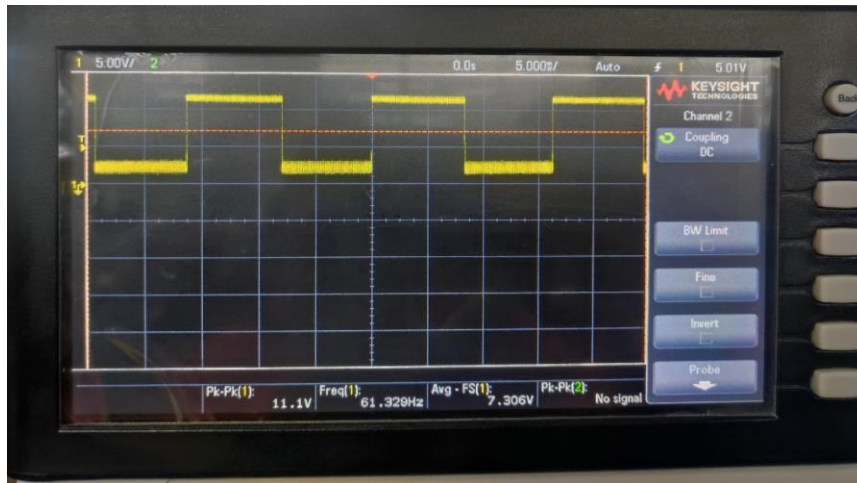 1 5.00V/ 2 0.0s 5.000s/ Auto 1 5.01V
KEYSIGHT
TECHNOLOGIES
Back
Channel 2
Coupling
DC
T
BW Limit
Fine
Invert
Probe
Pk-Pk(1): Freq(1): Avg - FS(1): Pk-Pk(2):
11.1V 61.329Hz 7.306V No signal